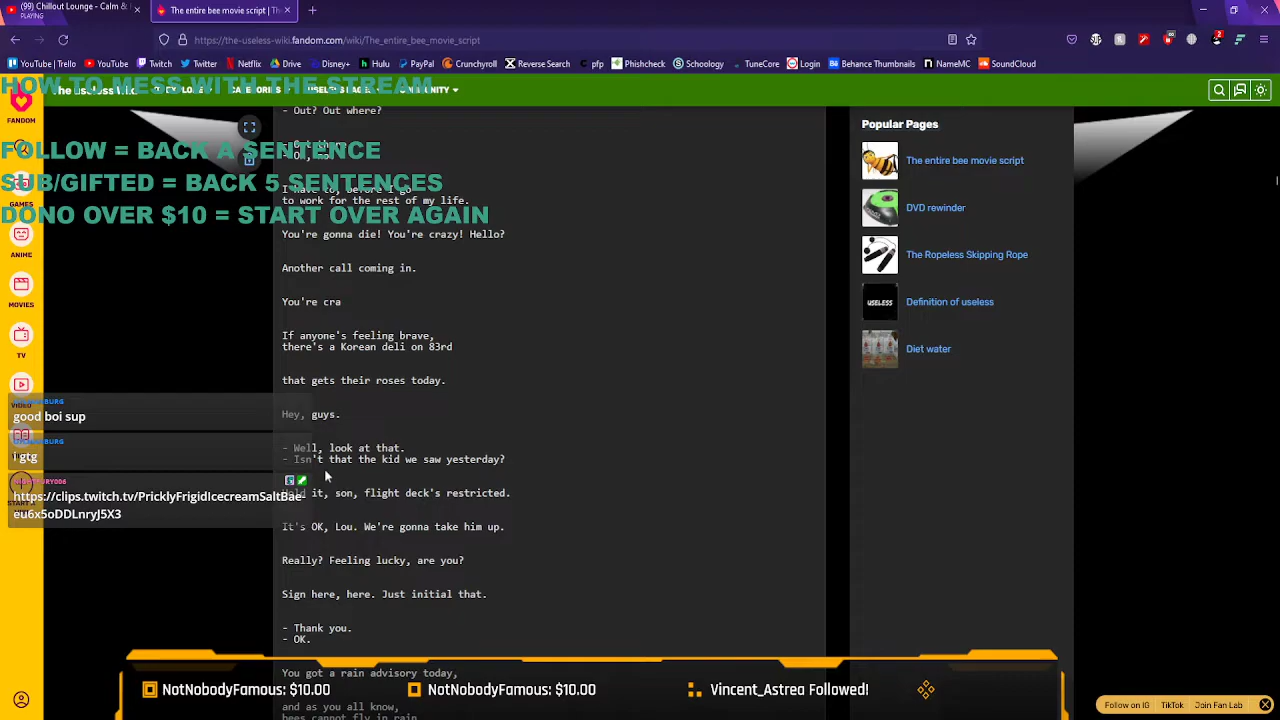 (99) Chillout Lounge - Calm &
PLAYING
The entire bee movie script | Th
https://the-useless-wiki.fandom.com/wiki/The_entire_bee_movie_script
YouTube | Trello
YouTube
Twitch
Twitter
Netflix
Drive
Disney+
Hulu
PayPal
Crunchyroll
Reverse Search
pfp
Phishcheck
Schoology
TuneCore
Login
Behance Thumbnails
NameMC
SoundCloud
2
HOW TO MESS WITH THE STREAM
FOLLOW = BACK A SENTENCE
SUB/GIFTED = BACK 5 SENTENCES
DONO OVER $10 = START OVER AGAIN
FANDOM
GAMES
ANIME
MOVIES
TV
VIDEO
- Out? Out where?
to work for the rest of my life.
You're gonna die! You're crazy! Hello?
Another call coming in.
You're cra
If anyone's feeling brave,
there's a Korean deli on 83rd
that gets their roses today.
Hey, guys.
- Well, look at that.
- Isn't that the kid we saw yesterday?
Hold it, son, flight deck's restricted.
It's OK, Lou. We're gonna take him up.
Really? Feeling lucky, are you?
Sign here, here. Just initial that.
- Thank you.
- OK.
You got a rain advisory today,
and as you all know,
bees cannot fly in rain
good boi sup
i gtg
https://clips.twitch.tv/PricklyFrigidIcecreamSaltBae-
eu6x5oDDLnryJ5X3
Popular Pages
The entire bee movie script
DVD rewinder
The Ropeless Skipping Rope
USELESS
Definition of useless
Diet water
NotNobodyFamous: $10.00
NotNobodyFamous: $10.00
Vincent_Astrea Followed!
Follow on IG
TikTok
Join Fan Lab